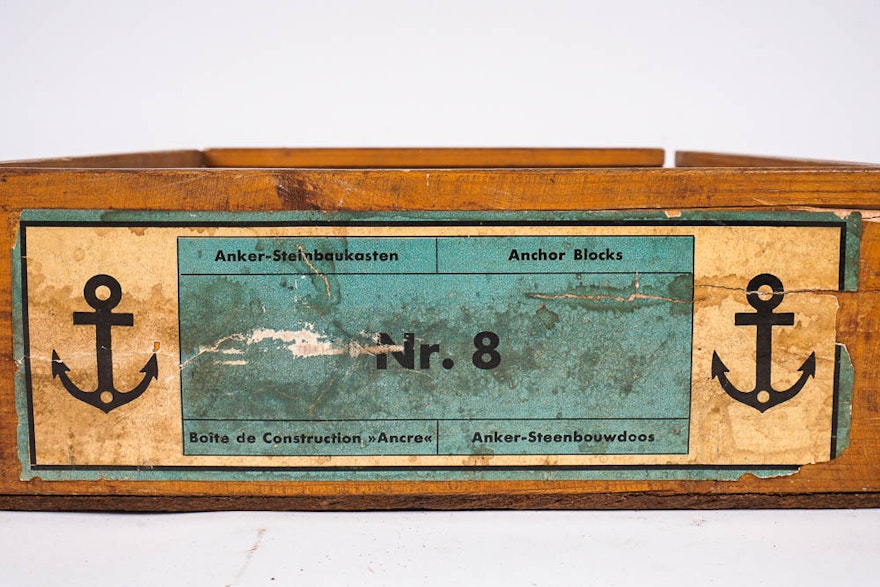 Anker-Steinbaukasten
Anchor Blocks
Nr. 8
Boîte de Construction »Ancre«
Anker-Steenbouwdoos